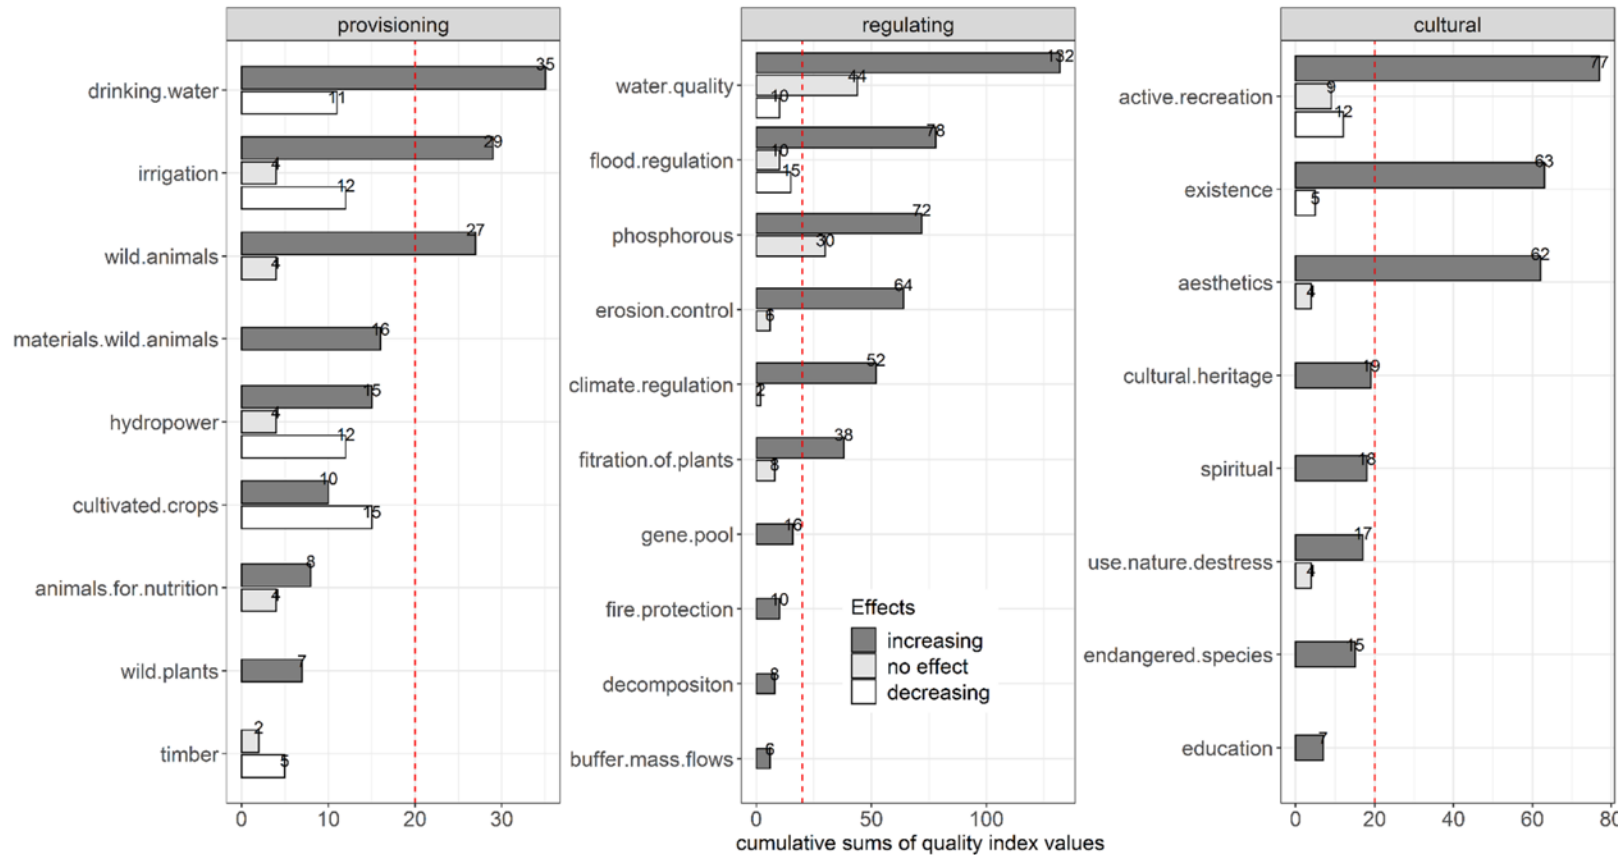 provisioning
drinking.water
35
11
irrigation
29
4
12
wild.animals
27
4
materials.wild.animals
16
hydropower
15
4
12
cultivated.crops
10
15
animals.for.nutrition
8
4
wild.plants
7
timber
2
5
0 10 20 30
regulating
water.quality
132
44
10
flood.regulation
78
10
15
phosphorous
72
30
erosion.control
64
6
climate.regulation
52
2
fitration.of.plants
38
8
gene.pool
16
fire.protection
10
decompositon
8
buffer.mass.flows
6
Effects
increasing
no effect
decreasing
0 50 100
cumulative sums of quality index values
cultural
active.recreation
77
9
12
existence
63
5
aesthetics
62
4
cultural.heritage
19
spiritual
18
use.nature.destress
17
4
endangered.species
15
education
7
0 20 40 60 80